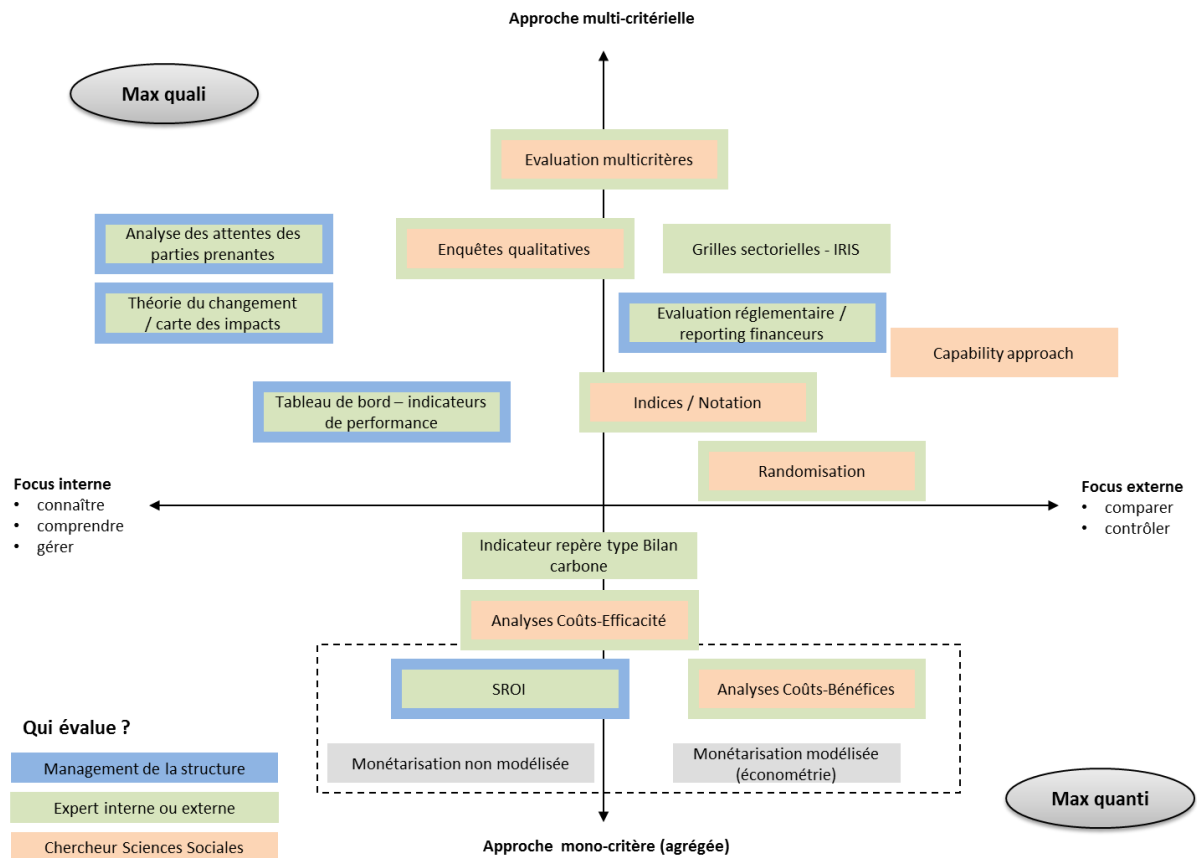 Approche multi-critérielle
Max quali
Evaluation multicritères
Analyse des attentes des
parties prenantes
Enquêtes qualitatives
Grilles sectorielles - IRIS
Théorie du changement
/ carte des impacts
Evaluation réglementaire /
reporting financeurs
Capability approach
Tableau de bord – indicateurs
de performance
Indices / Notation
Randomisation
Focus interne
• connaître
• comprendre
• gérer
Focus externe
• comparer
• contrôler
Indicateur repère type Bilan
carbone
Analyses Coûts-Efficacité
SROI
Analyses Coûts-Bénéfices
Monétarisation non modélisée
Monétarisation modélisée
(économétrie)
Qui évalue ?
Management de la structure
Expert interne ou externe
Chercheur Sciences Sociales
Max quanti
Approche mono-critère (agrégée)